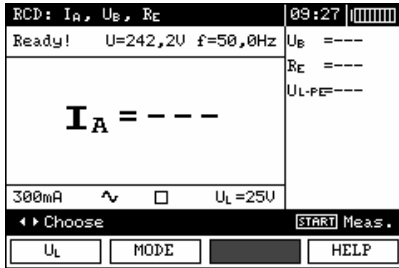 RCD: IA, UB, RE 09:27
Ready! U=242,2V f=50,0Hz
UB =---
RE =---
UL-PE=---
IA = ---
300mA ∿ □ UL=25V
◂▸Choose START Meas.
UL MODE HELP